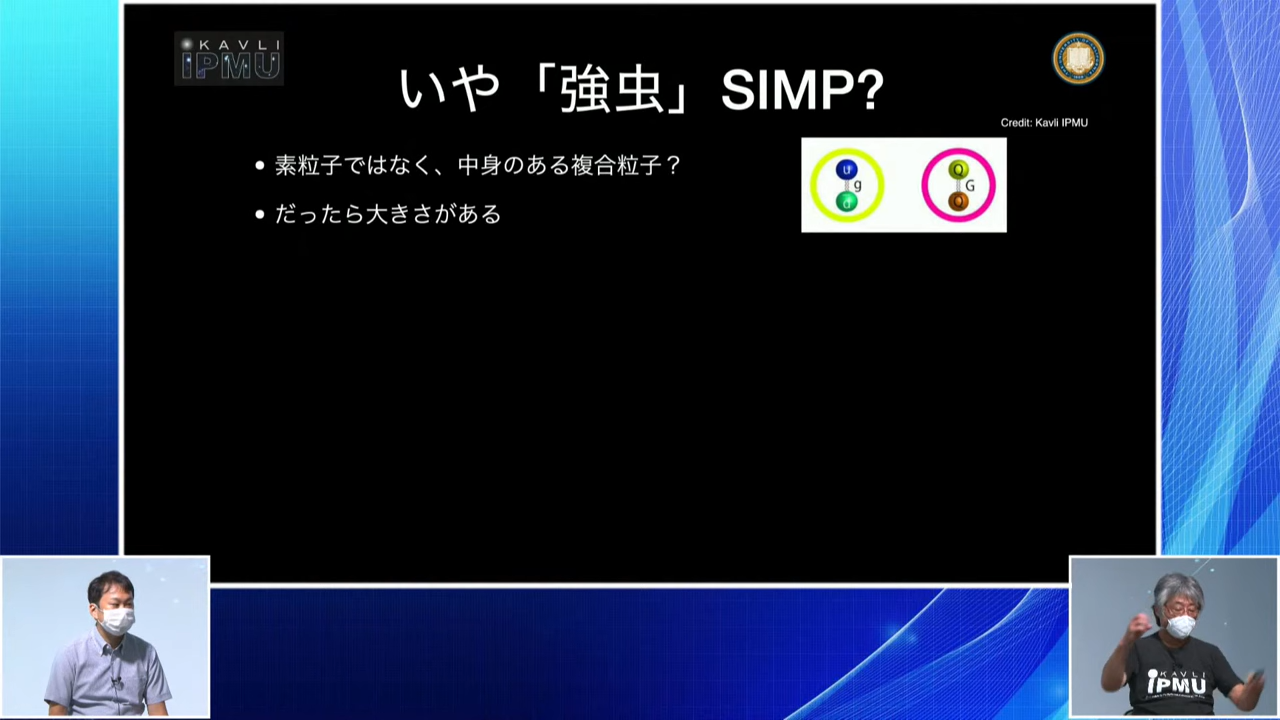 KAVLI
IPMU
いや「強虫」SIMP?
Credit: Kavli IPMU
• 素粒子ではなく、中身のある複合粒子？
• だったら大きさがある
u
g
d
Q
G
Q
KAVLI
IPMU